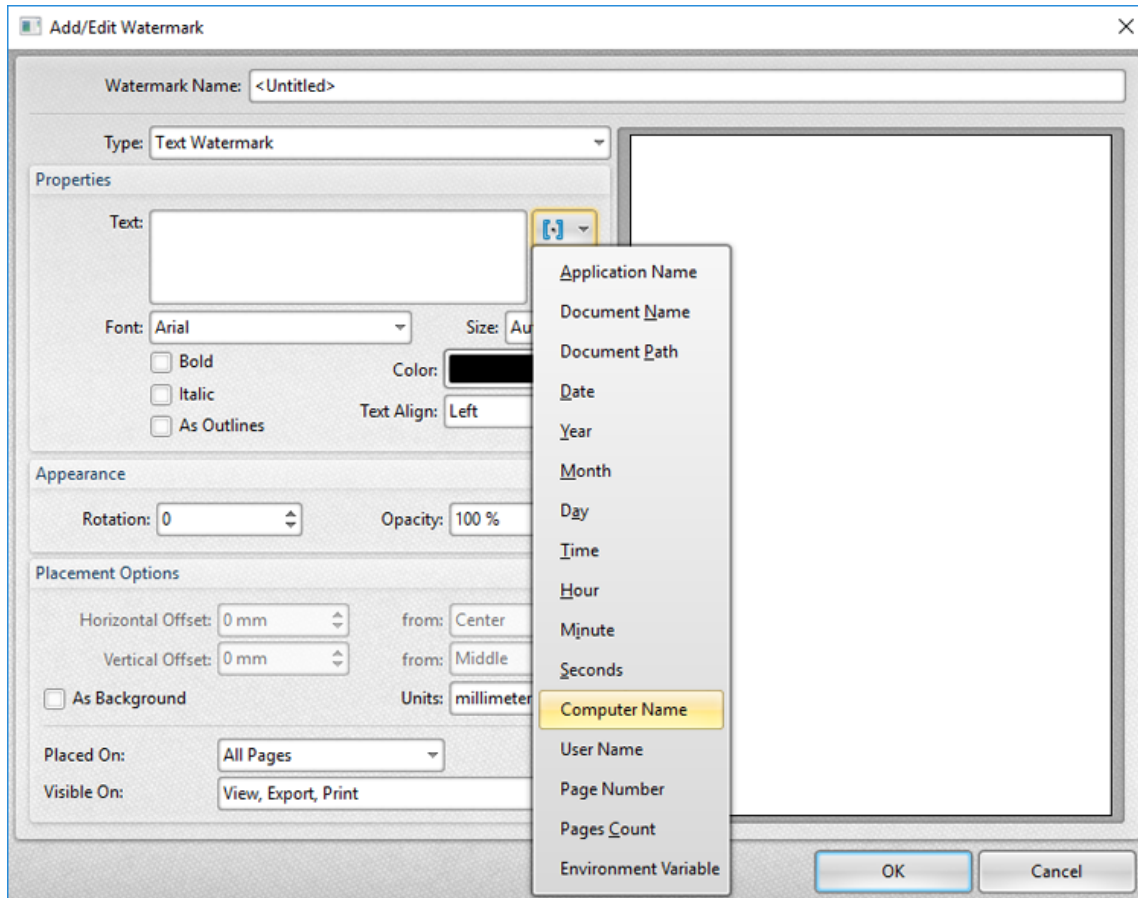 Add/Edit Watermark
Watermark Name: <Untitled>
Type: Text Watermark
Properties
Text:
Font: Arial
Size: Au
Bold
Color:
Italic
Text Align: Left
As Outlines
Appearance
Rotation: 0
Opacity: 100 %
Placement Options
Horizontal Offset: 0 mm
from: Center
Vertical Offset: 0 mm
from: Middle
As Background
Units: millimeter
Placed On: All Pages
Visible On: View, Export, Print
Application Name
Document Name
Document Path
Date
Year
Month
Day
Time
Hour
Minute
Seconds
Computer Name
User Name
Page Number
Pages Count
Environment Variable
OK
Cancel